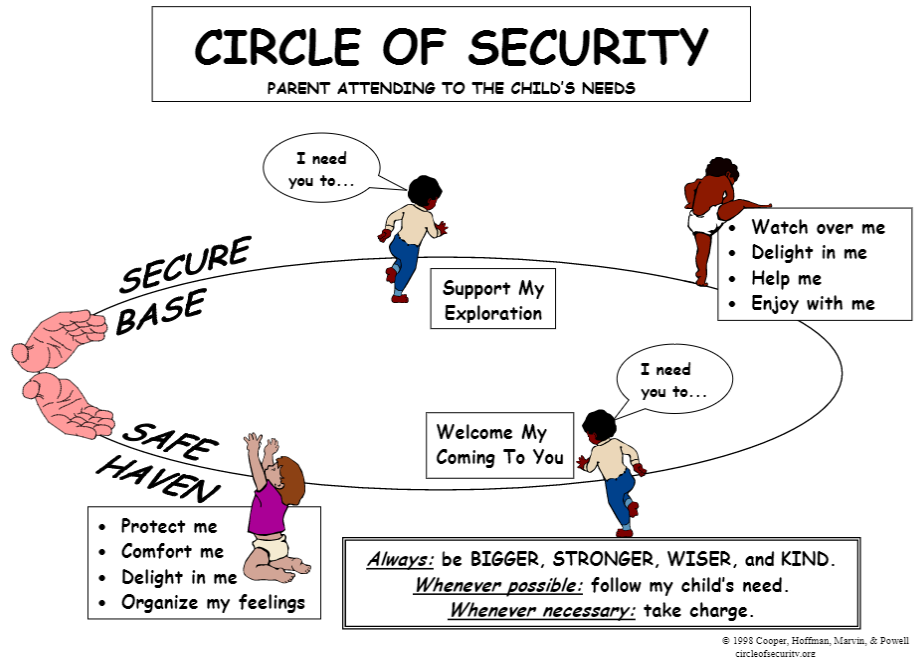 CIRCLE OF SECURITY
PARENT ATTENDING TO THE CHILD'S NEEDS
I need
you to...
SECURE
BASE
Support My
Exploration
• Watch over me
• Delight in me
• Help me
• Enjoy with me
I need
you to...
Welcome My
Coming To You
SAFE
HAVEN
• Protect me
• Comfort me
• Delight in me
• Organize my feelings
Always: be BIGGER, STRONGER, WISER, and KIND.
Whenever possible: follow my child's need.
Whenever necessary: take charge.
© 1998 Cooper, Hoffman, Marvin, & Powell
circleofsecurity.org